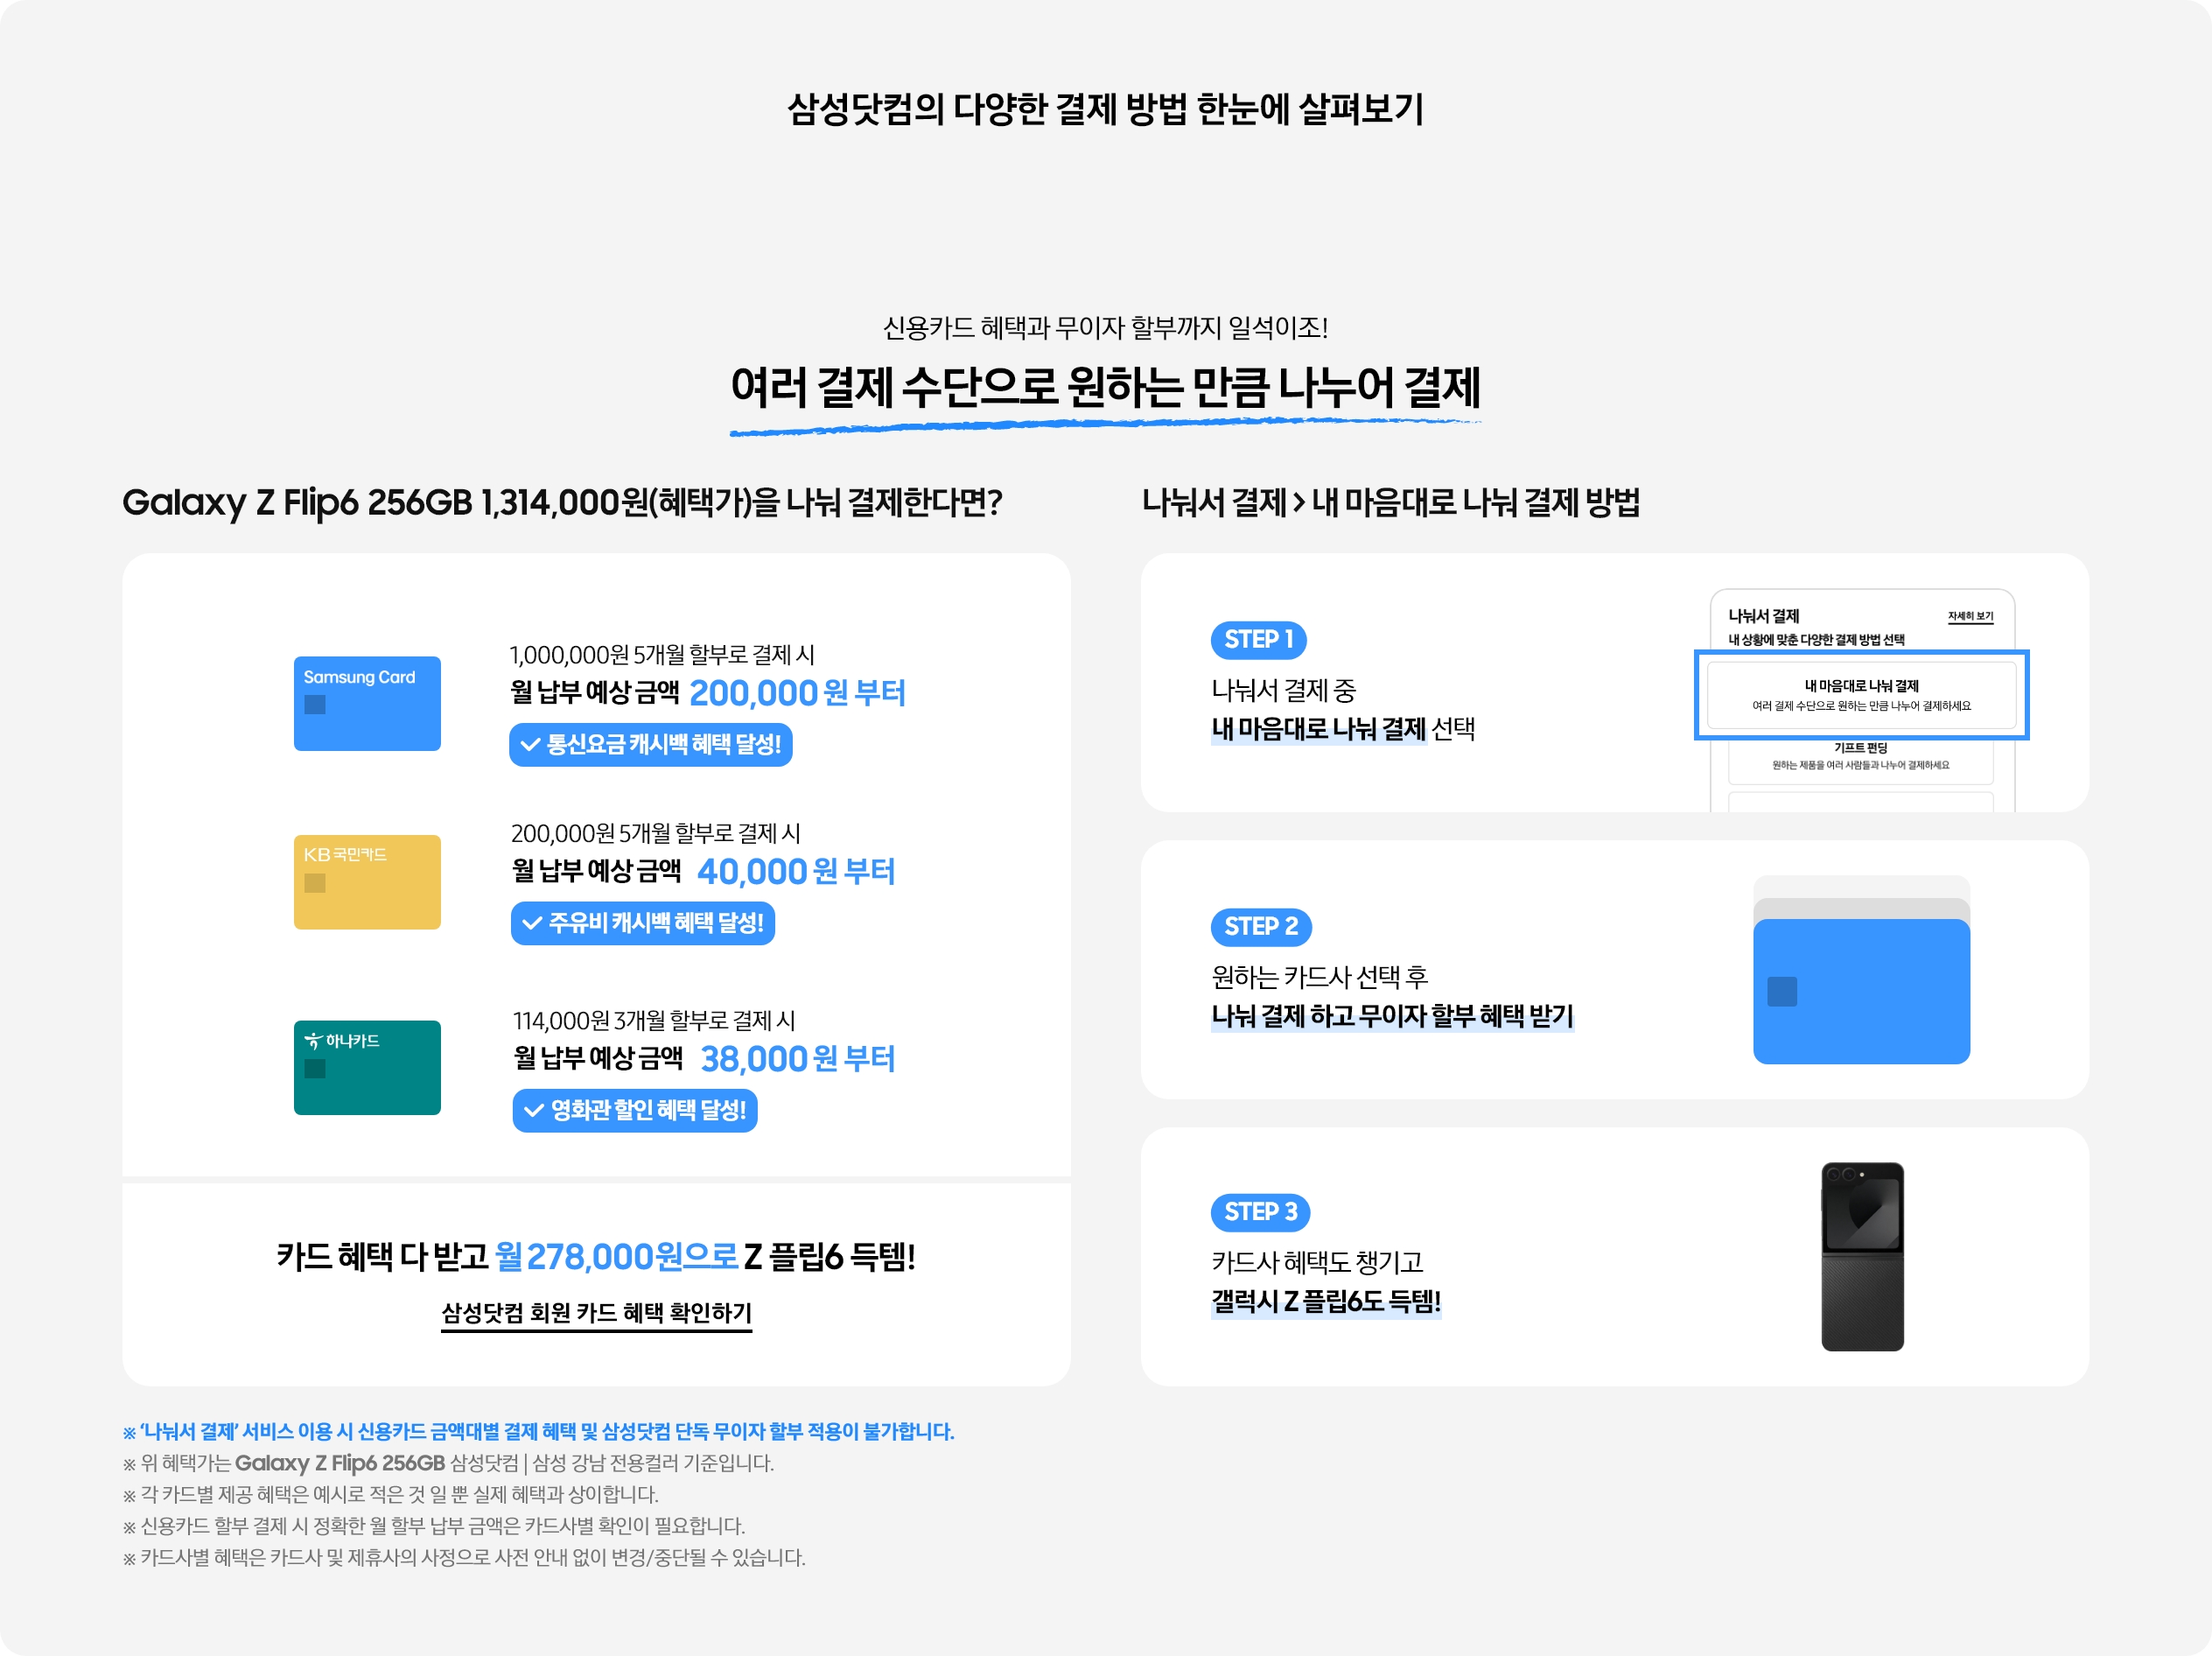 삼성닷컴의 다양한 결제 방법 한눈에 살펴보기
신용카드 혜택과 무이자 할부까지 일석이조!
여러 결제 수단으로 원하는 만큼 나누어 결제
Galaxy Z Flip6 256GB 1,314,000원(혜택가)을 나눠 결제한다면?
Samsung Card
1,000,000원 5개월 할부로 결제 시
월 납부 예상 금액 200,000 원 부터
통신요금 캐시백 혜택 달성!
KB 국민카드
200,000원 5개월 할부로 결제 시
월 납부 예상 금액 40,000 원 부터
주유비 캐시백 혜택 달성!
하나카드
114,000원 3개월 할부로 결제 시
월 납부 예상 금액 38,000 원 부터
영화관 할인 혜택 달성!
카드 혜택 다 받고 월 278,000원으로 Z 플립6 득템!
삼성닷컴 회원 카드 혜택 확인하기
나눠서 결제 > 내 마음대로 나눠 결제 방법
STEP 1
나눠서 결제 중
내 마음대로 나눠 결제 선택
나눠서 결제
자세히 보기
내 상황에 맞춘 다양한 결제 방법 선택
내 마음대로 나눠 결제
여러 결제 수단으로 원하는 만큼 나누어 결제하세요
기프트 펀딩
원하는 제품을 여러 사람들과 나누어 결제하세요
STEP 2
원하는 카드사 선택 후
나눠 결제 하고 무이자 할부 혜택 받기
STEP 3
카드사 혜택도 챙기고
갤럭시 Z 플립6도 득템!
※ ‘나눠서 결제’ 서비스 이용 시 신용카드 금액대별 결제 혜택 및 삼성닷컴 단독 무이자 할부 적용이 불가합니다.
※ 위 혜택가는 Galaxy Z Flip6 256GB 삼성닷컴 | 삼성 강남 전용컬러 기준입니다.
※ 각 카드별 제공 혜택은 예시로 적은 것 일 뿐 실제 혜택과 상이합니다.
※ 신용카드 할부 결제 시 정확한 월 할부 납부 금액은 카드사별 확인이 필요합니다.
※ 카드사별 혜택은 카드사 및 제휴사의 사정으로 사전 안내 없이 변경/중단될 수 있습니다.